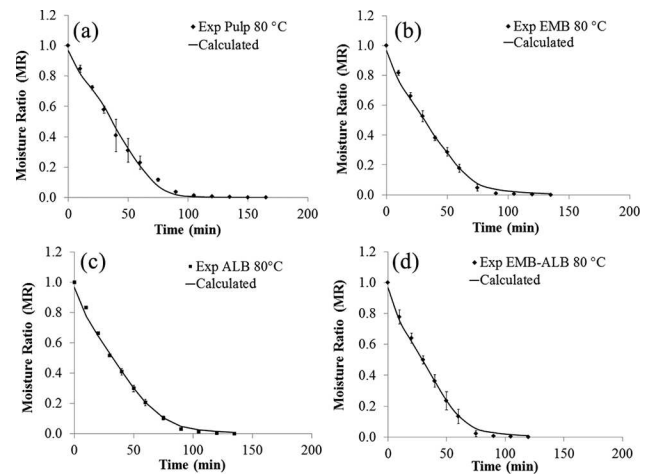 (a)
Exp Pulp 80 °C
Calculated
Moisture Ratio (MR)
1.2
1.0
0.8
0.6
0.4
0.2
0.0
0 50 100 150 200
Time (min)
(b)
Exp EMB 80 °C
Calculated
Moisture Ratio (MR)
1.2
1.0
0.8
0.6
0.4
0.2
0.0
0 50 100 150 200
Time (min)
(c)
Exp ALB 80°C
Calculated
Moisture Ratio (MR)
1.2
1.0
0.8
0.6
0.4
0.2
0.0
0 50 100 150 200
Time (min)
(d)
Exp EMB-ALB 80 °C
Calculated
Moisture Ratio (MR)
1.2
1.0
0.8
0.6
0.4
0.2
0.0
0 50 100 150 200
Time (min)